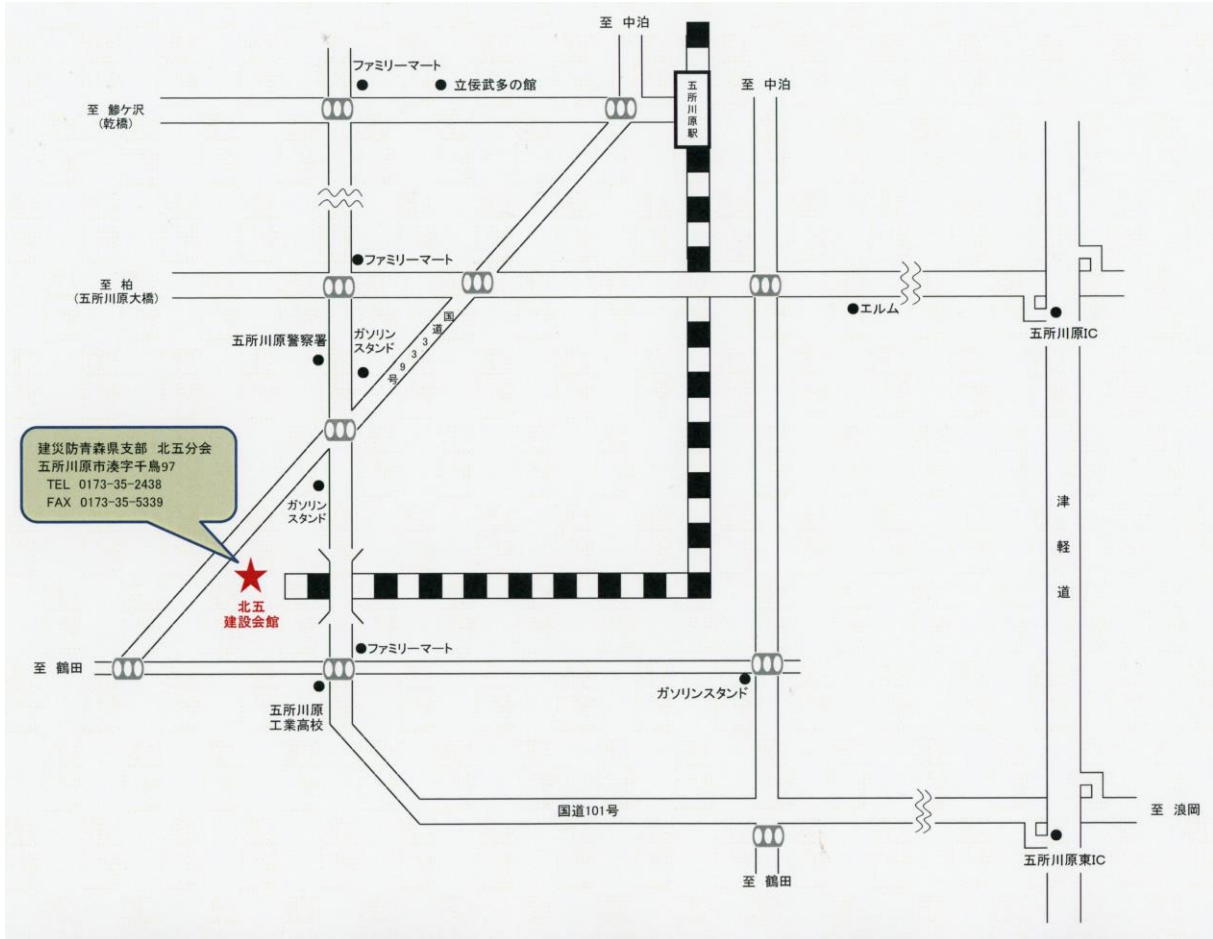 至 中泊
ファミリーマート
立佞武多の館
五所川原駅
至 中泊
至 鰺ケ沢
(乾橋)
ファミリーマート
至 柏
(五所川原大橋)
国道339号
エルム
五所川原IC
五所川原警察署
ガソリン
スタンド
建災防青森県支部 北五分会
五所川原市湊字千鳥97
TEL 0173-35-2438
FAX 0173-35-5339
ガソリン
スタンド
津軽道
北五
建設会館
ファミリーマート
至 鶴田
ガソリンスタンド
五所川原
工業高校
国道101号
至 浪岡
五所川原東IC
至 鶴田